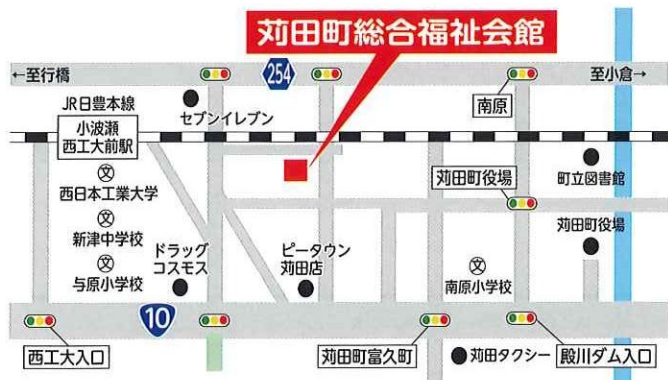 苅田町総合福祉会館
←至行橋
254
至小倉→
JR日豊本線
セブンイレブン
南原
小波瀬
西工大前駅
文
西日本工業大学
苅田町役場
町立図書館
文
新津中学校
ドラッグ
コスモス
ピータウン
苅田店
文
苅田町役場
文
与原小学校
南原小学校
10
西工大入口
苅田町富久町
苅田タクシー
殿川ダム入口